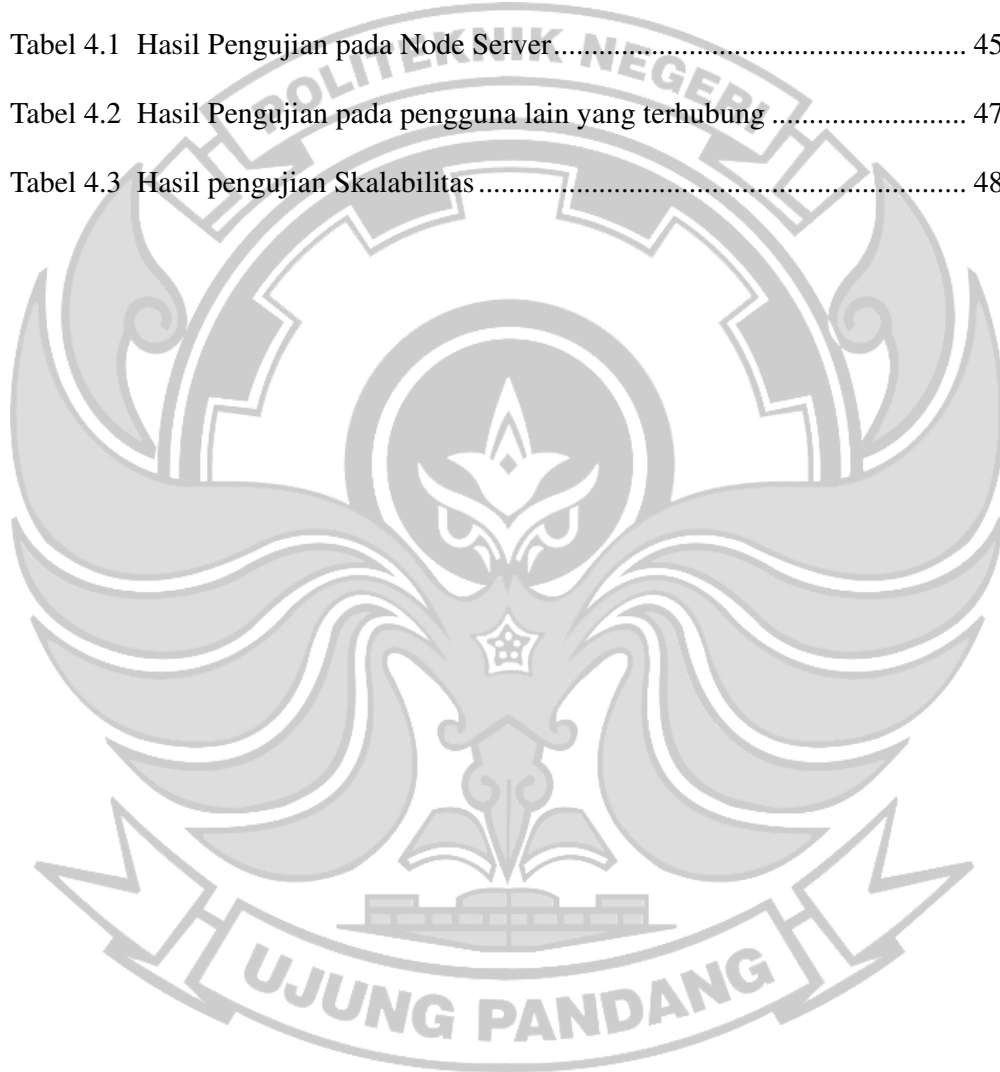 Tabel 4.1 Hasil Pengujian pada Node Server.............................................. 45
Tabel 4.2 Hasil Pengujian pada pengguna lain yang terhubung ...................... 47
Tabel 4.3 Hasil pengujian Skalabilitas...................................................... 48
POLITEKNIK NEGERI
UJUNG PANDANG